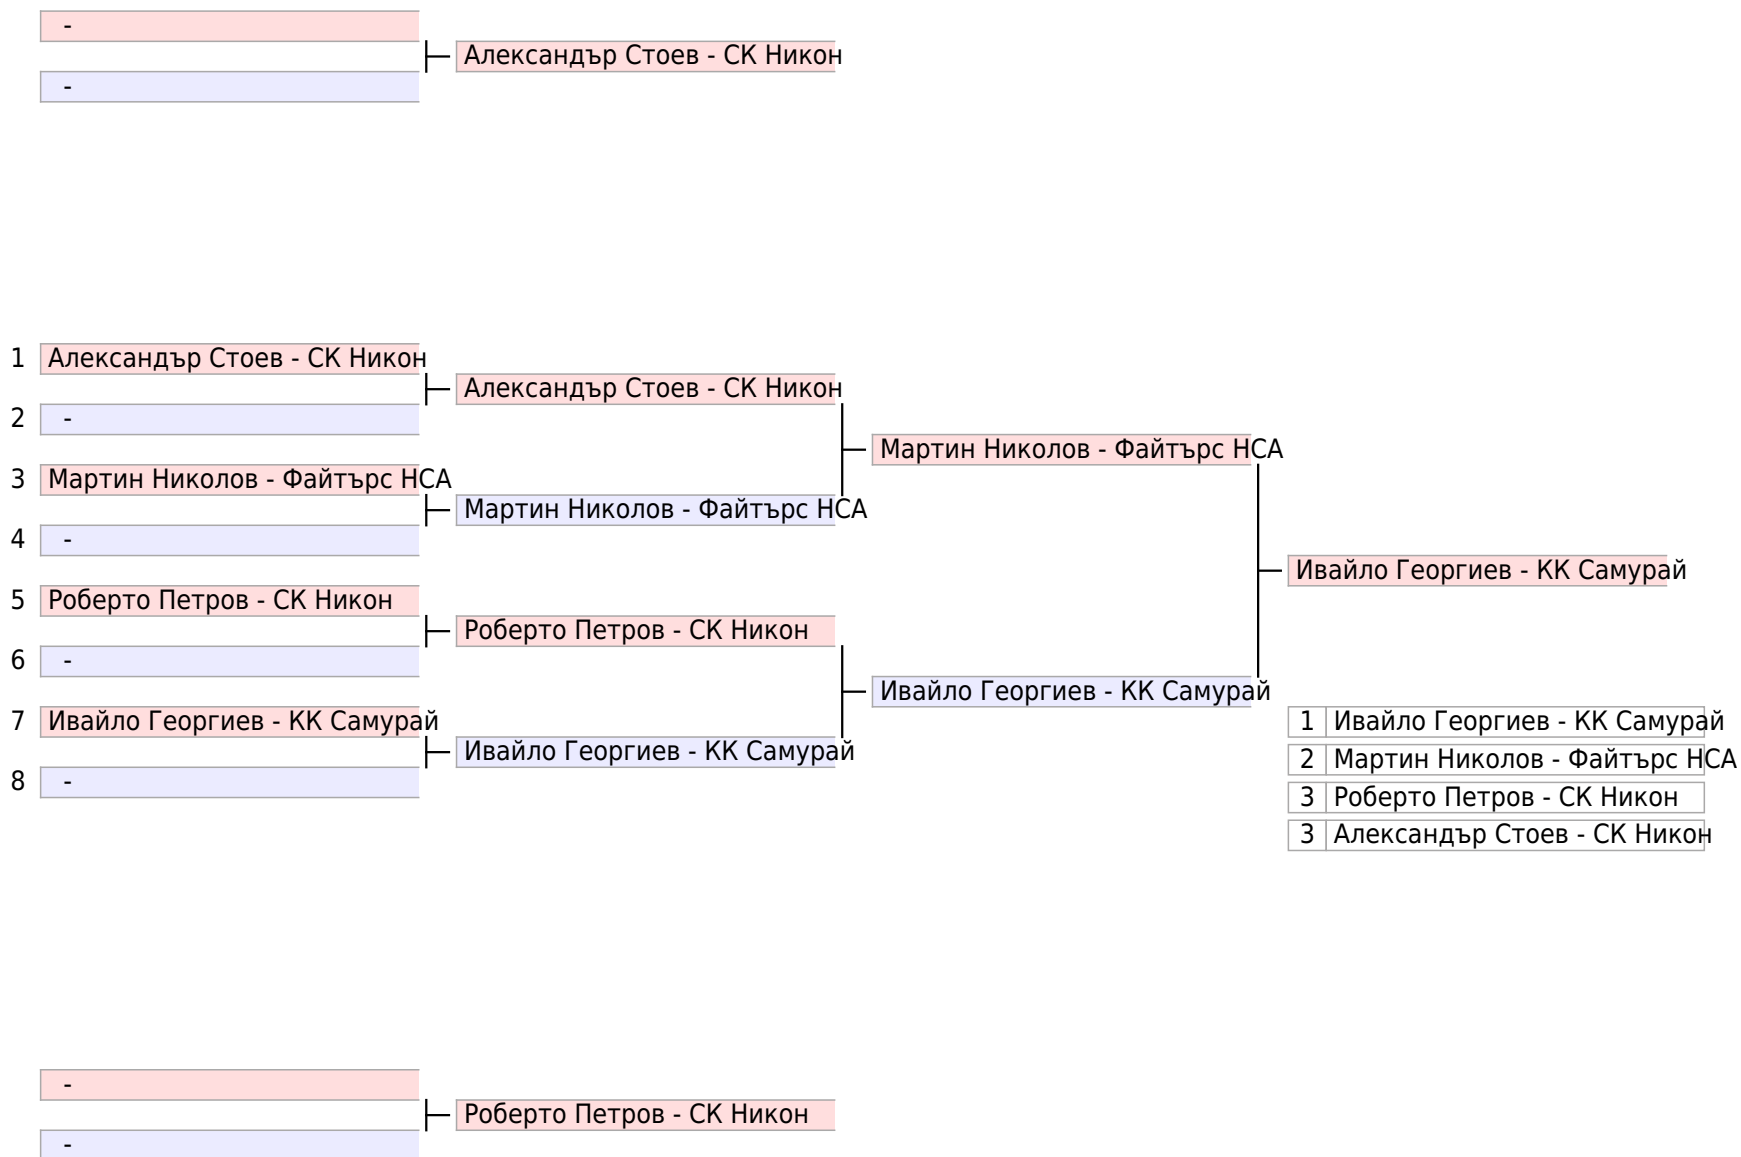 -
Александър Стоев - СК Никон
-
1 Александър Стоев - СК Никон
Александър Стоев - СК Никон
2 -
Мартин Николов - Файтърс НСА
3 Мартин Николов - Файтърс НСА
Мартин Николов - Файтърс НСА
4 -
Ивайло Георгиев - КК Самурай
5 Роберто Петров - СК Никон
Роберто Петров - СК Никон
6 -
Ивайло Георгиев - КК Самурай
7 Ивайло Георгиев - КК Самурай
Ивайло Георгиев - КК Самурай
8 -
1 Ивайло Георгиев - КК Самурай
2 Мартин Николов - Файтърс НСА
3 Роберто Петров - СК Никон
3 Александър Стоев - СК Никон
-
Роберто Петров - СК Никон
-